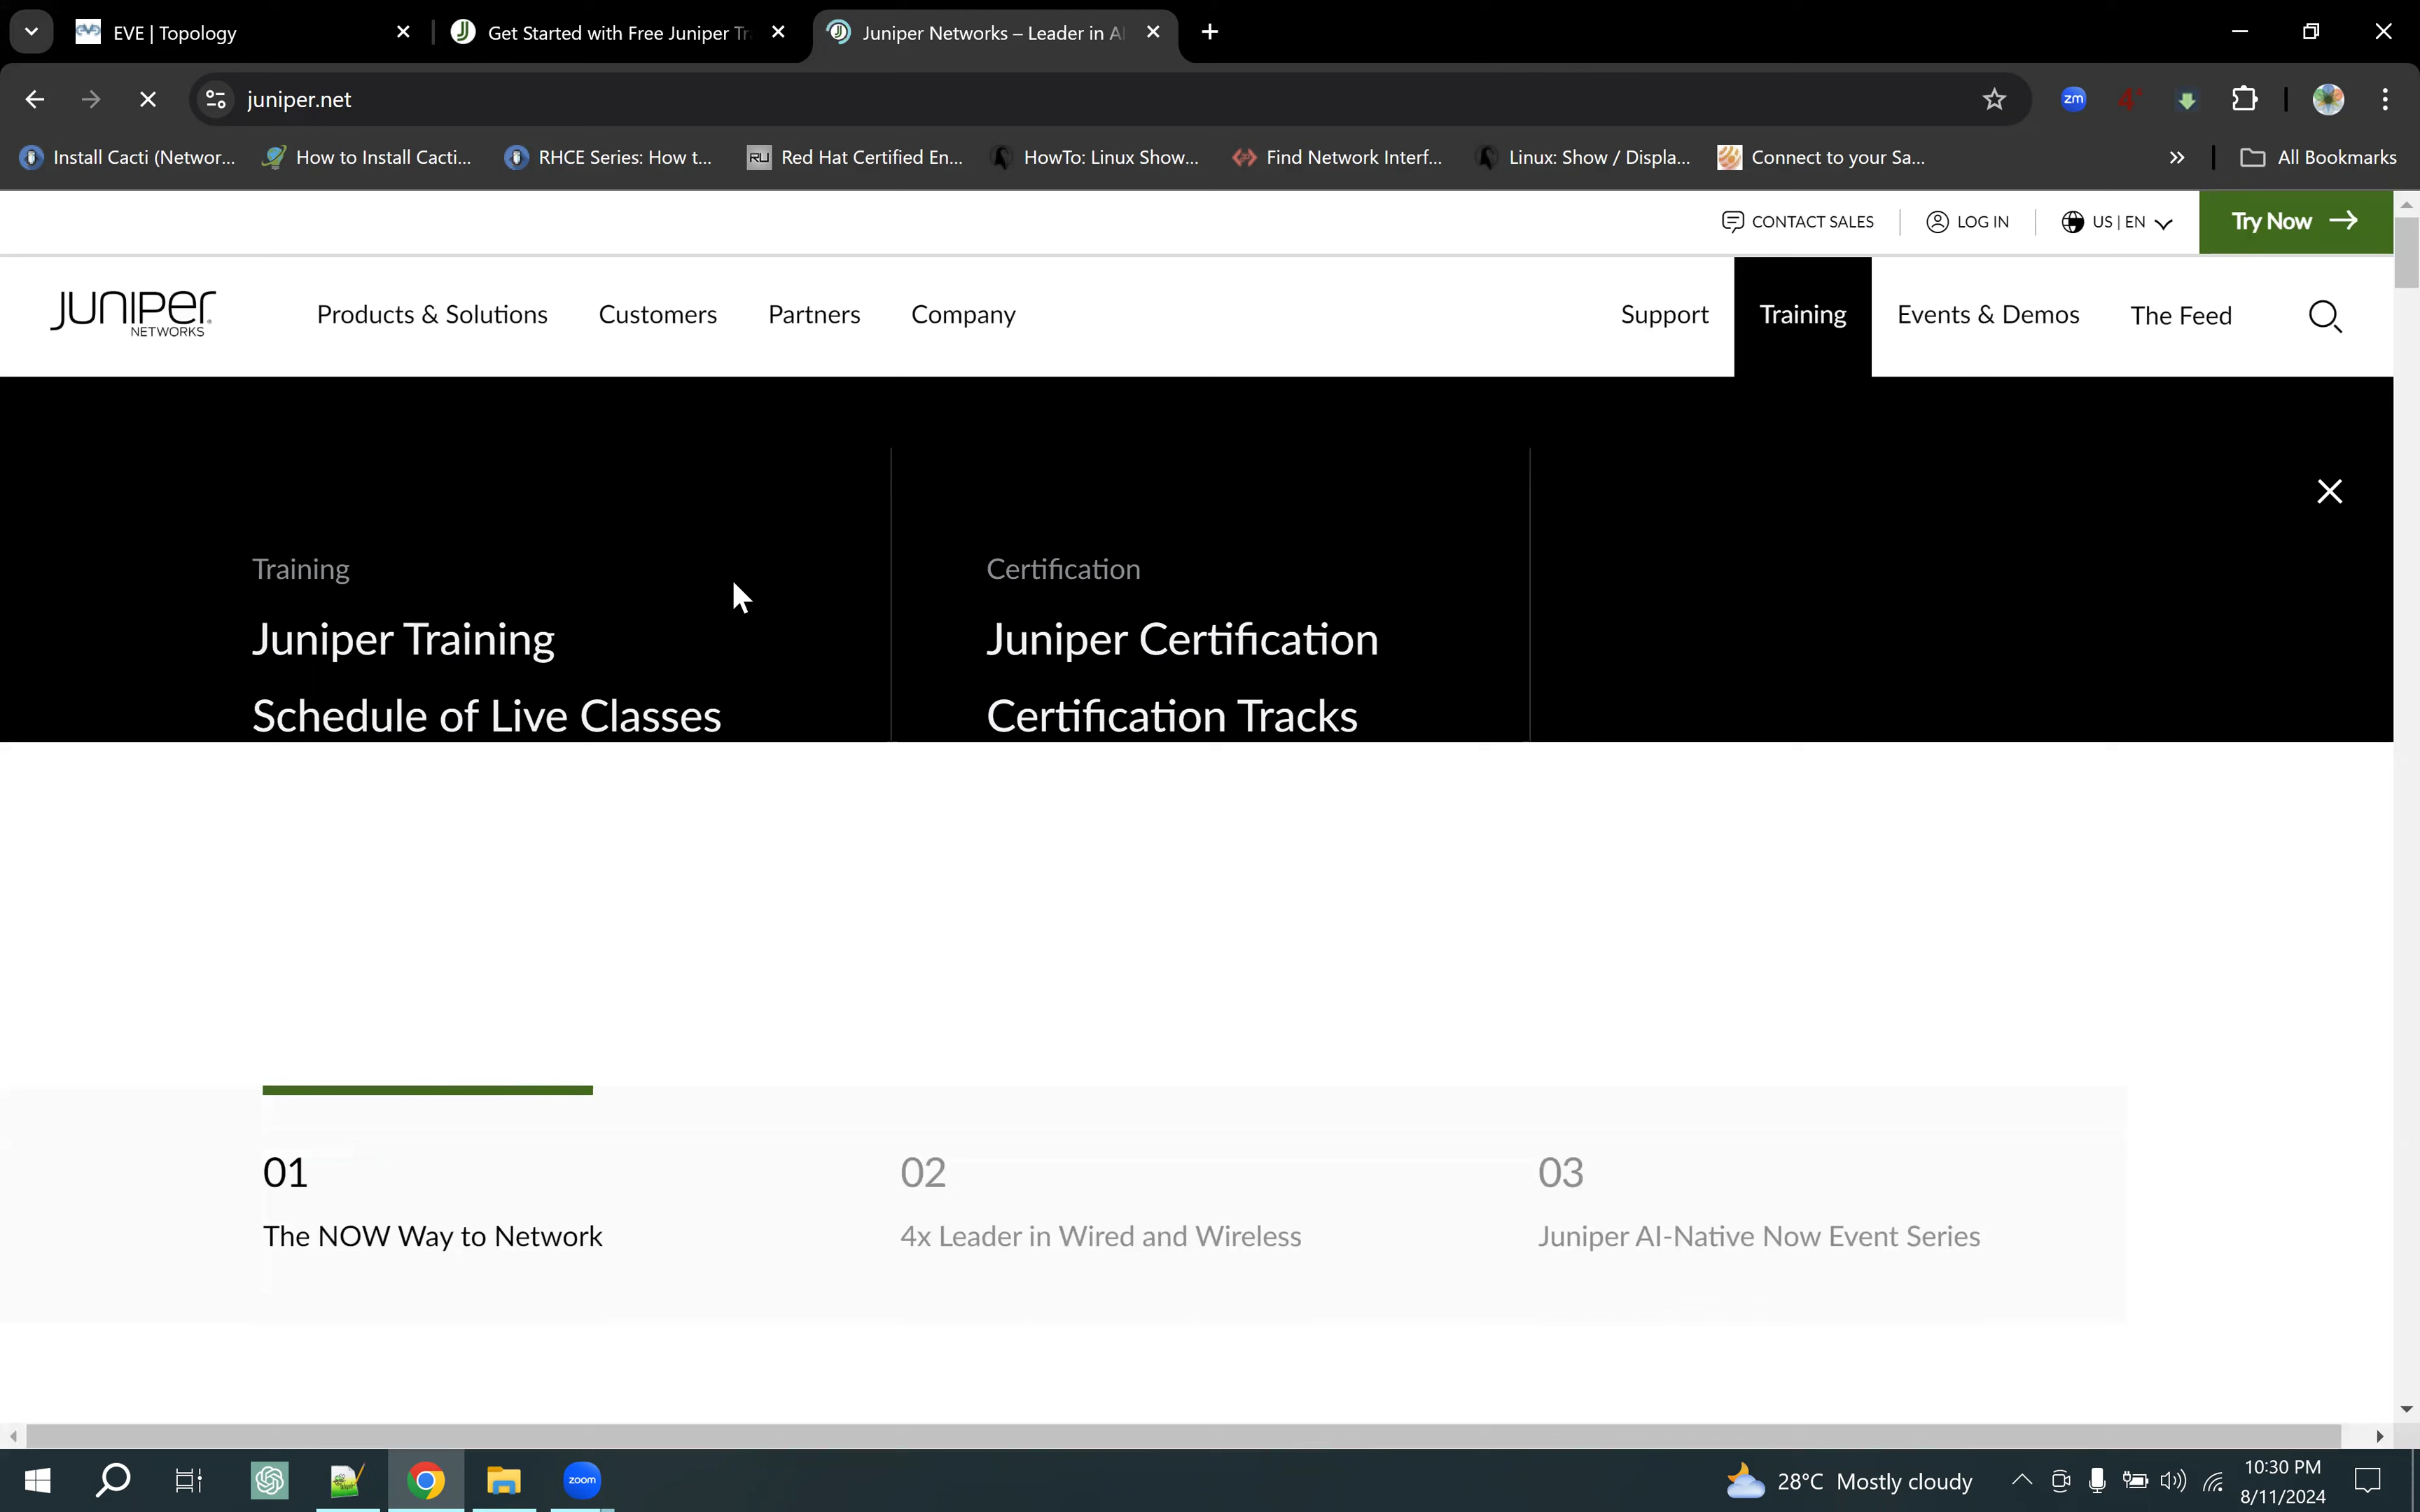 EVE | Topology
Get Started with Free Juniper Tr
Juniper Networks – Leader in AI
juniper.net
zm
Install Cacti (Networ...
How to Install Cacti...
RHCE Series: How t...
RU
Red Hat Certified En...
HowTo: Linux Show...
Find Network Interf...
Linux: Show / Displa...
Connect to your Sa...
All Bookmarks
CONTACT SALES
LOG IN
US | EN
Try Now
JUNIPER NETWORKS
Products & Solutions
Customers
Partners
Company
Support
Training
Events & Demos
The Feed
Training
Juniper Training
Schedule of Live Classes
Certification
Juniper Certification
Certification Tracks
01
The NOW Way to Network
02
4x Leader in Wired and Wireless
03
Juniper AI-Native Now Event Series
zoom
28°C Mostly cloudy
10:30 PM
8/11/2024